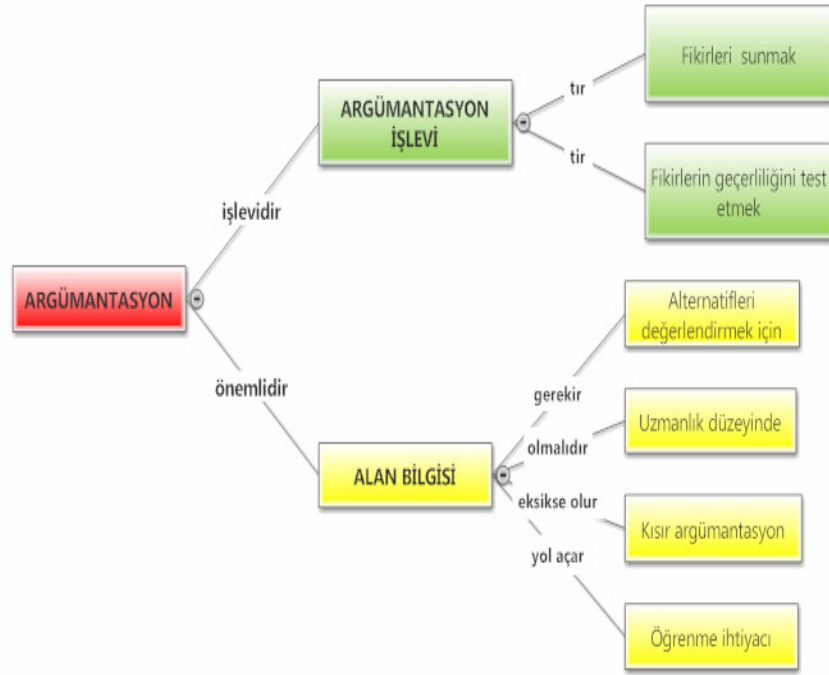 Fikirleri sunmak
tır
ARGÜMANTASYON
İŞLEVİ
tir
Fikirlerin geçerliliğini test
etmek
işlevidir
ARGÜMANTASYON
önemlidir
Alternatifleri
değerlendirmek için
gerekir
Uzmanlık düzeyinde
olmalıdır
ALAN BİLGİSİ
eksikse olur
Kısır argümantasyon
yol açar
Öğrenme ihtiyacı